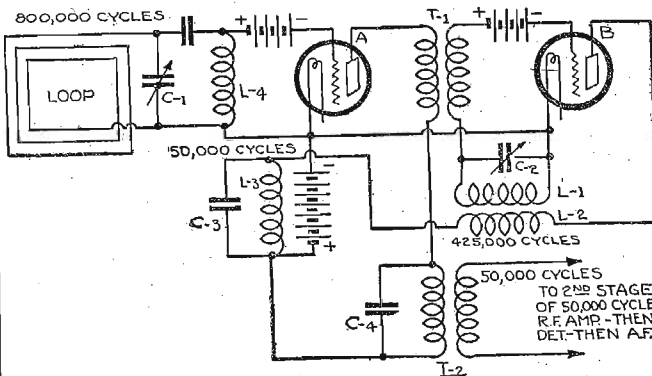 800,000 CYCLES
T-1
+ -
+ -
A
B
LOOP
C-1
L-4
50,000 CYCLES
-
C-2
L-3
L-1
C-3
L-2
+
425,000 CYCLES
50,000 CYCLES
TO 2ND STAGE
OF 50,000 CYCLE
R.F. AMP.-THEN
DET.-THEN A.F.
C-4
T-2